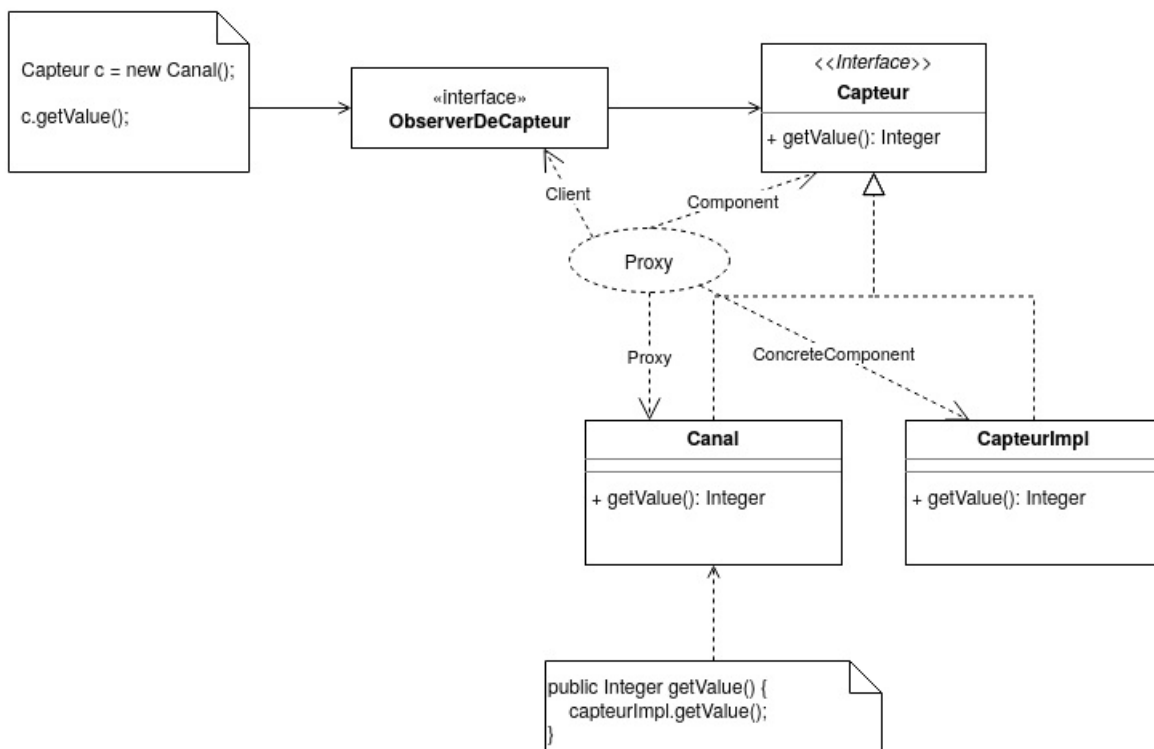 Capteur c = new Canal();
c.getValue();
«interface»
ObserverDeCapteur
<<Interface>>
Capteur
+ getValue(): Integer
Client
Component
Proxy
Proxy
ConcreteComponent
Canal
+ getValue(): Integer
CapteurImpl
+ getValue(): Integer
public Integer getValue() {
capteurImpl.getValue();
}